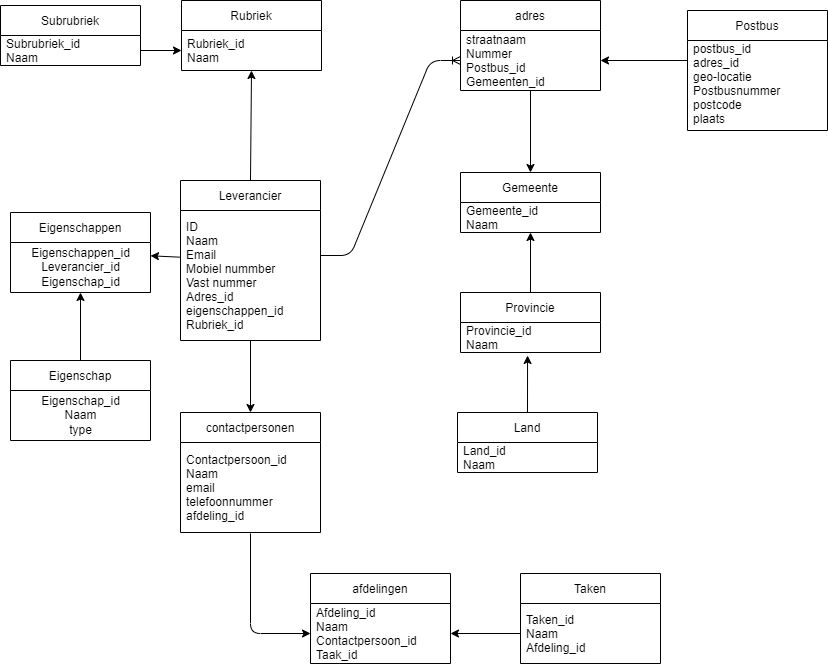 Subrubriek
Subrubriek_id
Naam
Rubriek
Rubriek_id
Naam
adres
straatnaam
Nummer
Postbus_id
Gemeenten_id
Postbus
postbus_id
adres_id
geo-locatie
Postbusnummer
postcode
plaats
Leverancier
ID
Naam
Email
Mobiel nummber
Vast nummer
Adres_id
eigenschappen_id
Rubriek_id
Gemeente
Gemeente_id
Naam
Eigenschappen
Eigenschappen_id
Leverancier_id
Eigenschap_id
Provincie
Provincie_id
Naam
Eigenschap
Eigenschap_id
Naam
type
contactpersonen
Contactpersoon_id
Naam
email
telefoonnummer
afdeling_id
Land
Land_id
Naam
afdelingen
Afdeling_id
Naam
Contactpersoon_id
Taak_id
Taken
Taken_id
Naam
Afdeling_id